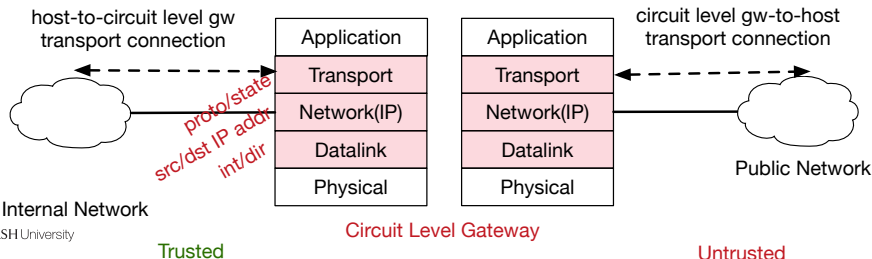 host-to-circuit level gw
transport connection
circuit level gw-to-host
transport connection
Application
Transport
Network(IP)
Datalink
Physical
Application
Transport
Network(IP)
Datalink
Physical
proto/state
src/dst IP addr
int/dir
Public Network
Internal Network
SH University
Circuit Level Gateway
Trusted
Untrusted